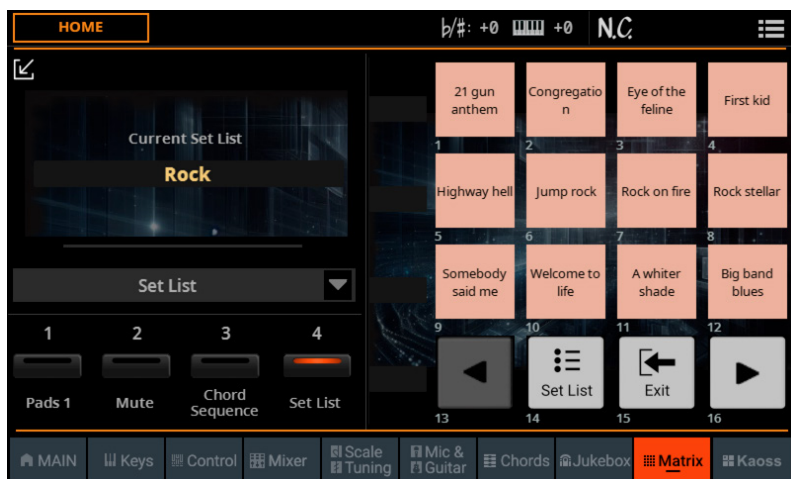 HOME
♭/#: +0 +0 N.C.
Current Set List
Rock
Set List
1 2 3 4
Pads 1 Mute Chord Sequence Set List
21 gun
anthem
1
Congregatio
n
2
Eye of the
feline
3
First kid
4
Highway hell
5
Jump rock
6
Rock on fire
7
Rock stellar
8
Somebody
said me
9
Welcome to
life
10
A whiter
shade
11
Big band
blues
12
13
Set List
14
Exit
15
16
MAIN
Keys
Control
Mixer
Scale
Tuning
Mic &
Guitar
Chords
Jukebox
Matrix
Kaoss